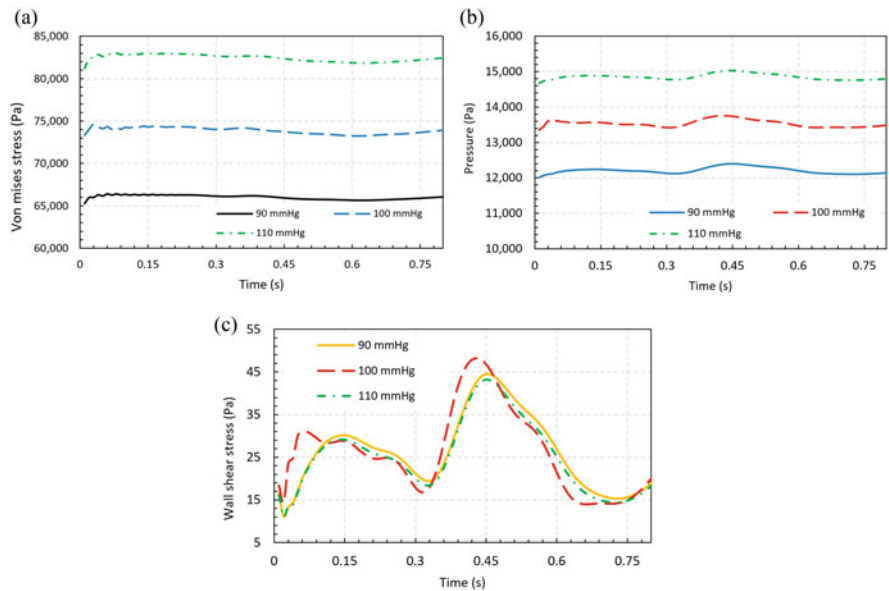 (a)
85,000
80,000
75,000
70,000
65,000
60,000
Von mises stress (Pa)
90 mmHg
100 mmHg
110 mmHg
0
0.15
0.3
0.45
0.6
0.75
Time (s)
(b)
16,000
15,000
14,000
13,000
12,000
11,000
10,000
Pressure (Pa)
90 mmHg
100 mmHg
110 mmHg
0
0.15
0.3
0.45
0.6
0.75
Time (s)
(c)
55
45
35
25
15
5
Wall shear stress (Pa)
90 mmHg
100 mmHg
110 mmHg
0
0.15
0.3
0.45
0.6
0.75
Time (s)